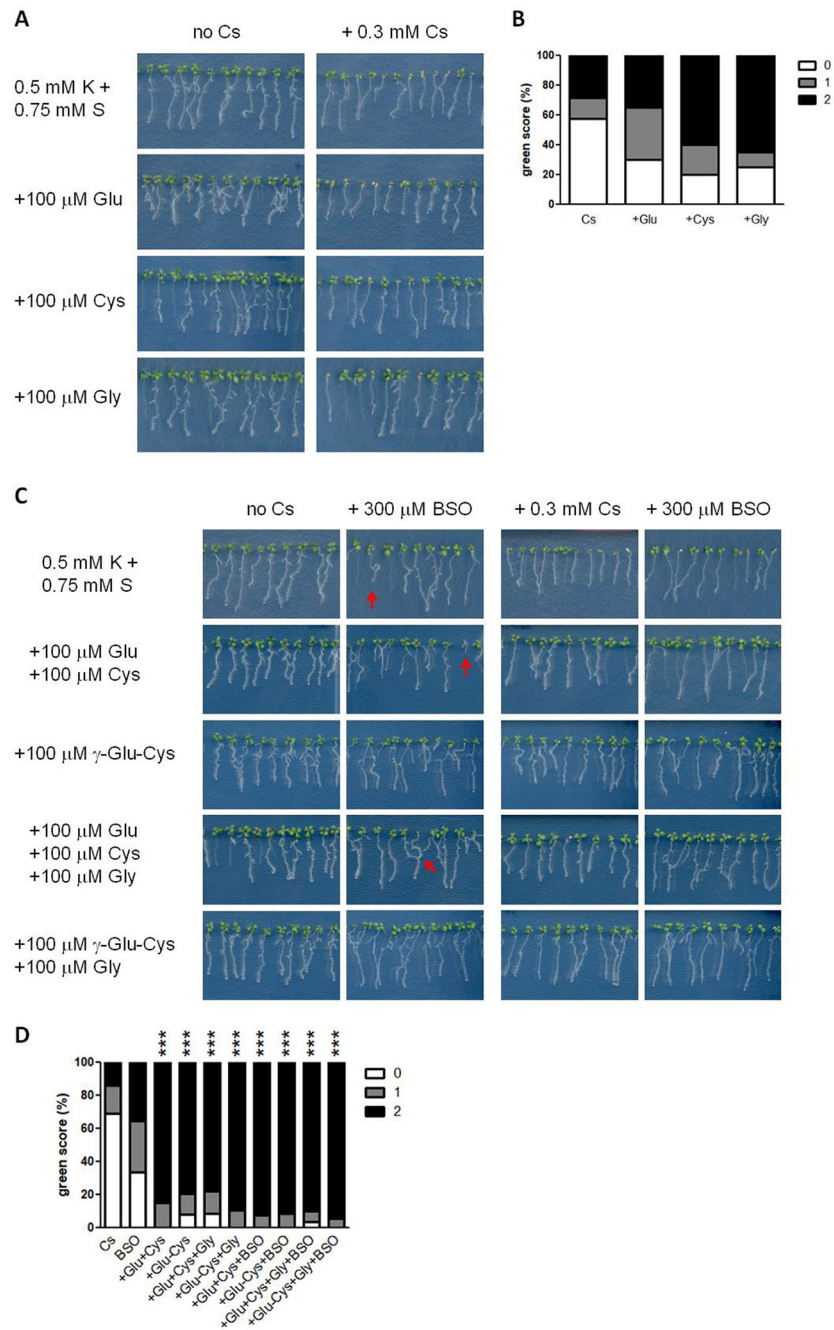 A
no Cs
+ 0.3 mM Cs
0.5 mM K +
0.75 mM S
+100 μM Glu
+100 μM Cys
+100 μM Gly
B
green score (%)
100
80
60
40
20
0
Cs
+Glu
+Cys
+Gly
0
1
2
C
no Cs
+ 300 μM BSO
+ 0.3 mM Cs
+ 300 μM BSO
0.5 mM K +
0.75 mM S
+100 μM Glu
+100 μM Cys
+100 μM γ-Glu-Cys
+100 μM Glu
+100 μM Cys
+100 μM Gly
+100 μM γ-Glu-Cys
+100 μM Gly
D
*** *** *** *** *** *** *** ***
green score (%)
100
80
60
40
20
0
Cs
BSO
+Glu+Cys
+Glu-Cys
+Glu+Cys+Gly
+Glu-Cys+Gly
+Glu+Cys+BSO
+Glu-Cys+BSO
+Glu+Cys+Gly+BSO
+Glu-Cys+Gly+BSO
0
1
2